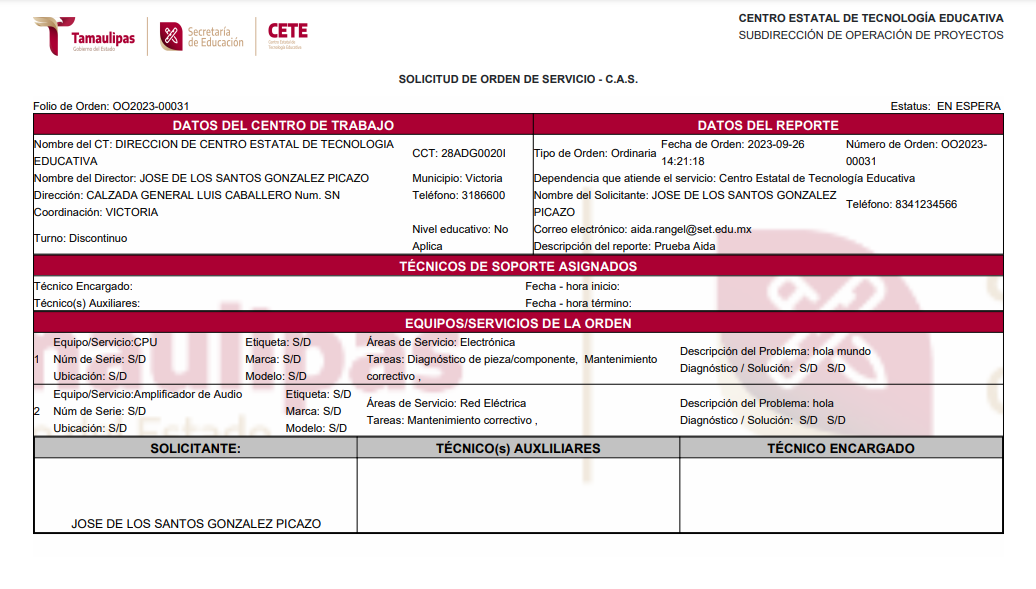 Tamaulipas
Gobierno del Estado
Secretaría
de Educación
CETE
Centro Estatal de
Tecnología Educativa
CENTRO ESTATAL DE TECNOLOGÍA EDUCATIVA
SUBDIRECCIÓN DE OPERACIÓN DE PROYECTOS
SOLICITUD DE ORDEN DE SERVICIO - C.A.S.
Folio de Orden: OO2023-00031
Estatus: EN ESPERA
DATOS DEL CENTRO DE TRABAJO
Nombre del CT: DIRECCION DE CENTRO ESTATAL DE TECNOLOGIA
EDUCATIVA
CCT: 28ADG0020I
Nombre del Director: JOSE DE LOS SANTOS GONZALEZ PICAZO
Municipio: Victoria
Dirección: CALZADA GENERAL LUIS CABALLERO Num. SN
Teléfono: 3186600
Coordinación: VICTORIA
Turno: Discontinuo
Nivel educativo: No
Aplica
DATOS DEL REPORTE
Tipo de Orden: Ordinaria
Fecha de Orden: 2023-09-26
14:21:18
Número de Orden: OO2023-
00031
Dependencia que atiende el servicio: Centro Estatal de Tecnología Educativa
Nombre del Solicitante: JOSE DE LOS SANTOS GONZALEZ
PICAZO
Teléfono: 8341234566
Correo electrónico: aida.rangel@set.edu.mx
Descripción del reporte: Prueba Aida
TÉCNICOS DE SOPORTE ASIGNADOS
Técnico Encargado:
Fecha - hora inicio:
Técnico(s) Auxiliares:
Fecha - hora término:
EQUIPOS/SERVICIOS DE LA ORDEN
1
Equipo/Servicio:CPU
Etiqueta: S/D
Núm de Serie: S/D
Marca: S/D
Ubicación: S/D
Modelo: S/D
Áreas de Servicio: Electrónica
Tareas: Diagnóstico de pieza/componente, Mantenimiento
correctivo ,
Descripción del Problema: hola mundo
Diagnóstico / Solución: S/D S/D
2
Equipo/Servicio:Amplificador de Audio
Etiqueta: S/D
Núm de Serie: S/D
Marca: S/D
Ubicación: S/D
Modelo: S/D
Áreas de Servicio: Red Eléctrica
Tareas: Mantenimiento correctivo ,
Descripción del Problema: hola
Diagnóstico / Solución: S/D S/D
SOLICITANTE:
TÉCNICO(s) AUXLILIARES
TÉCNICO ENCARGADO
JOSE DE LOS SANTOS GONZALEZ PICAZO